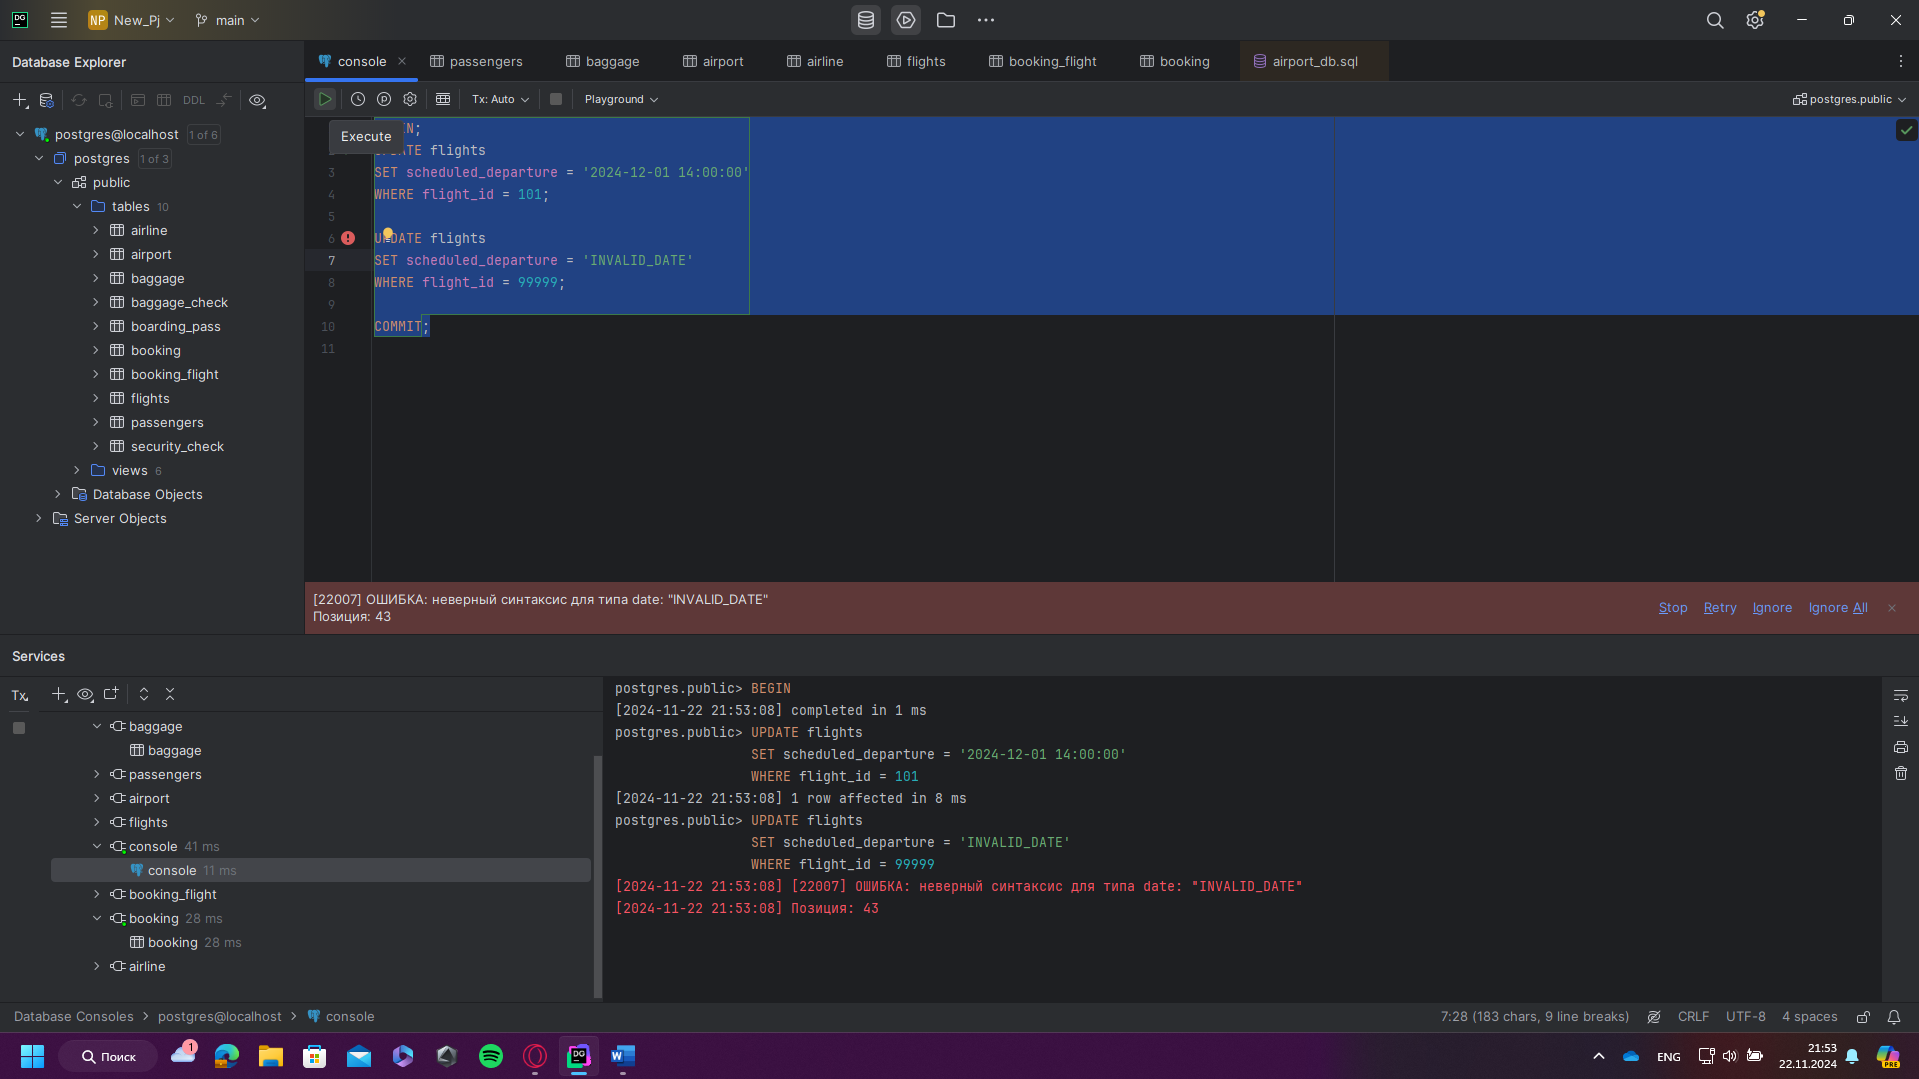 DG
NP New_Pj
main
Database Explorer
console
passengers
baggage
airport
airline
flights
booking_flight
booking
airport_db.sql
DDL
Tx: Auto
Playground
postgres.public
postgres@localhost 1 of 6
postgres 1 of 3
public
tables 10
airline
airport
baggage
baggage_check
boarding_pass
booking
booking_flight
flights
passengers
security_check
views 6
Database Objects
Server Objects
Execute
N;
ATE flights
3 SET scheduled_departure = '2024-12-01 14:00:00'
4 WHERE flight_id = 101;
5
6 UPDATE flights
7 SET scheduled_departure = 'INVALID_DATE'
8 WHERE flight_id = 99999;
9
10 COMMIT;
11
[22007] ОШИБКА: неверный синтаксис для типа date: "INVALID_DATE"
Позиция: 43
Stop Retry Ignore Ignore All
Services
Tx
baggage
baggage
passengers
airport
flights
console 41 ms
console 11 ms
booking_flight
booking 28 ms
booking 28 ms
airline
postgres.public> BEGIN
[2024-11-22 21:53:08] completed in 1 ms
postgres.public> UPDATE flights
SET scheduled_departure = '2024-12-01 14:00:00'
WHERE flight_id = 101
[2024-11-22 21:53:08] 1 row affected in 8 ms
postgres.public> UPDATE flights
SET scheduled_departure = 'INVALID_DATE'
WHERE flight_id = 99999
[2024-11-22 21:53:08] [22007] ОШИБКА: неверный синтаксис для типа date: "INVALID_DATE"
[2024-11-22 21:53:08] Позиция: 43
Database Consoles > postgres@localhost > console
7:28 (183 chars, 9 line breaks) CRLF UTF-8 4 spaces
Поиск
1
DG
ENG
21:53
22.11.2024
PRE